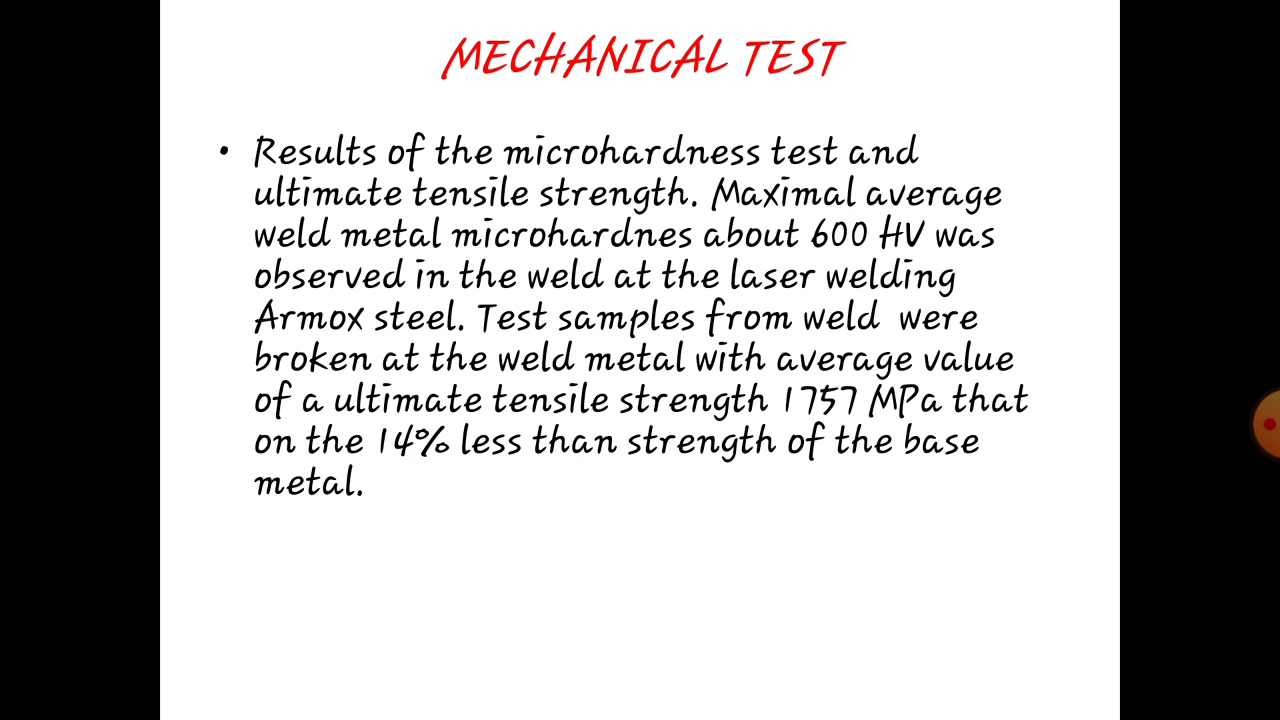 MECHANICAL TEST
• Results of the microhardness test and
ultimate tensile strength. Maximal average
weld metal microhardnes about 600 HV was
observed in the weld at the laser welding
Armox steel. Test samples from weld were
broken at the weld metal with average value
of a ultimate tensile strength 1757 MPa that
on the 14% less than strength of the base
metal.